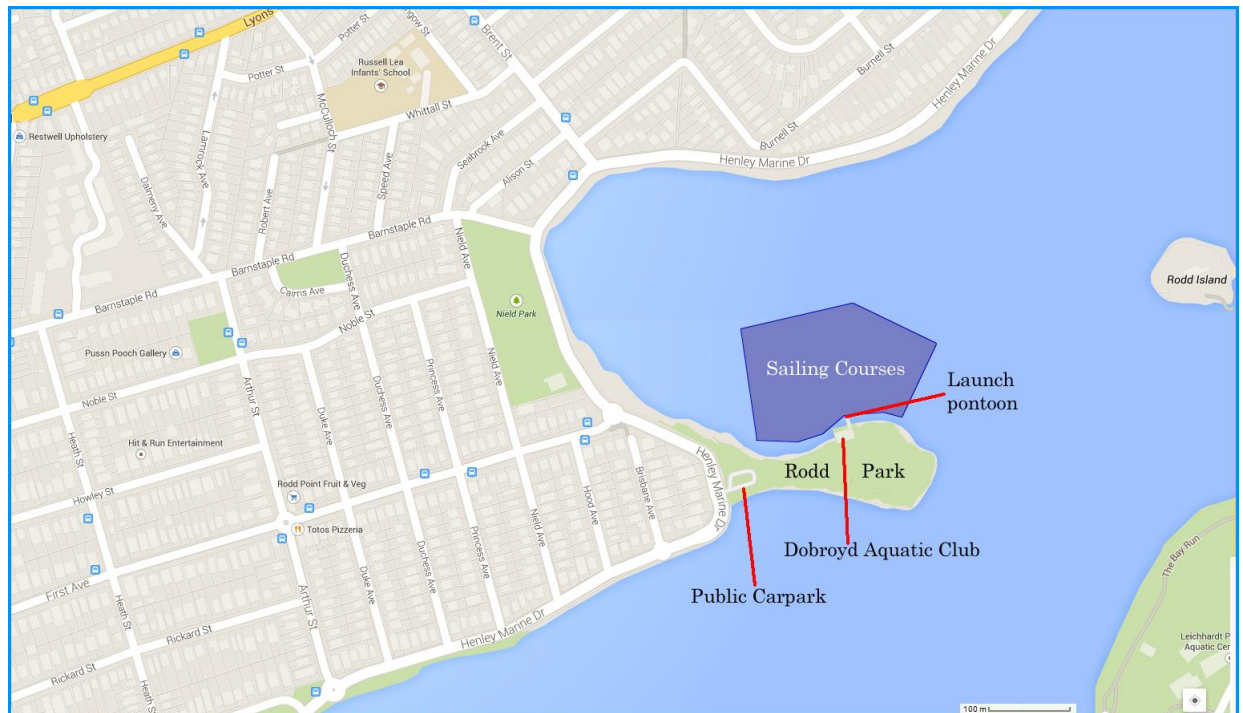 Lyons
Potter St
Potter St
Brent St
Russell Lea
Infants' School
Whittall St
McCulloch St
Lamrock Ave
Restwell Upholstery
Dalmeny Ave
Robert Ave
Speed Ave
Seabrook Ave
Alison St
Burnell St
Burnell St
Henley Marine Dr
Henley Marine Dr
Barnstaple Rd
Barnstaple Rd
Barnstaple Rd
Nield Ave
Duchess Ave
Cairns Ave
Noble St
Nield Park
Rodd Island
Pussn Pooch Gallery
Noble St
Arthur St
Duke Ave
Duchess Ave
Princess Ave
Nield Ave
Sailing Courses
Launch
pontoon
Heath St
Hit & Run Entertainment
Howley St
Rodd Point Fruit & Veg
Totos Pizzeria
Hood Ave
Brisbane Ave
Henley Marine Dr
Rodd
Park
Dobroyd Aquatic Club
Public Carpark
First Ave
Heath St
Arthur St
Duke Ave
Duchess Ave
Princess Ave
Nield Ave
Rickard St
Rickard St
Heath St
Henley Marine Dr
The Bay Run
Leichhardt P
Aquatic Cen
100 m